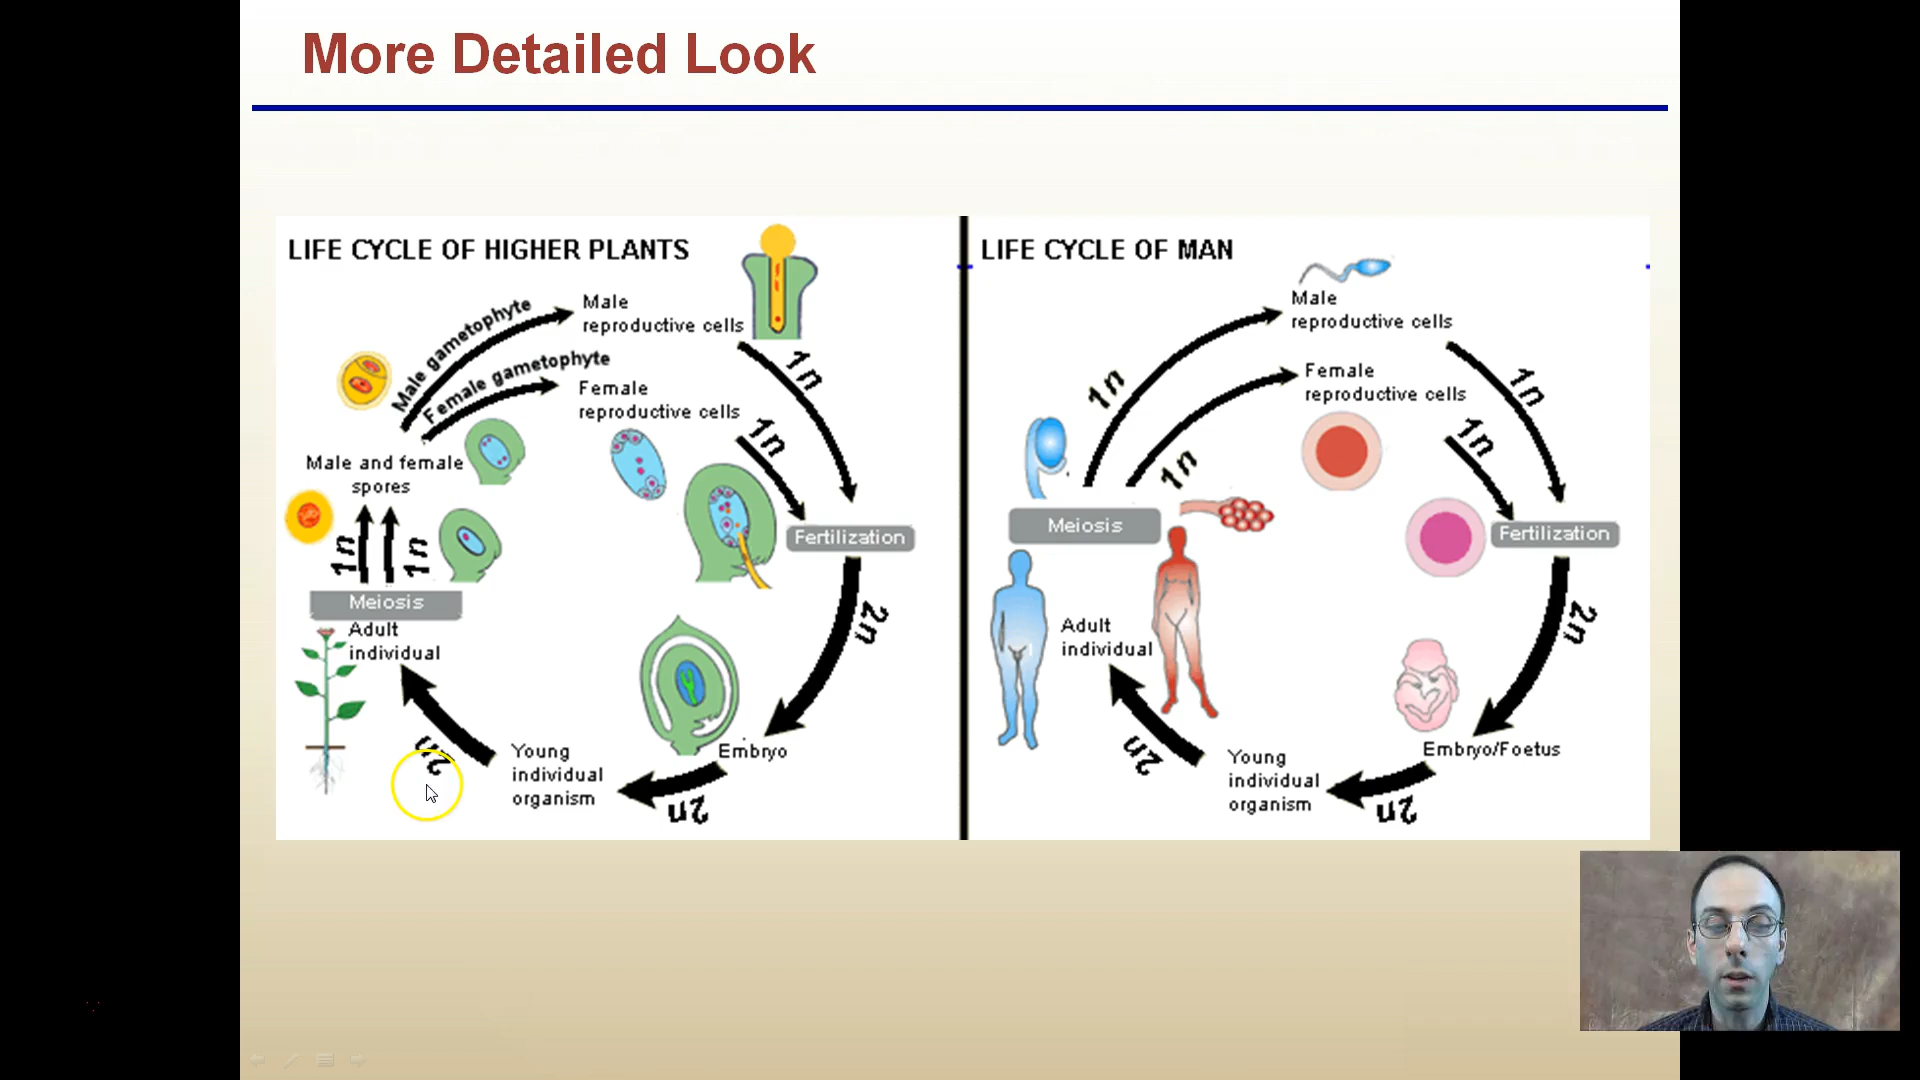 More Detailed Look
LIFE CYCLE OF HIGHER PLANTS
Male gametophyte
Male
reproductive cells
Female gametophyte
Female
reproductive cells
1n
1n
Male and female
spores
1n
1n
Fertilization
Meiosis
Adult
individual
2n
2n
Young
individual
organism
Embryo
2n
LIFE CYCLE OF MAN
Male
reproductive cells
1n
Female
reproductive cells
1n
1n
1n
Meiosis
Fertilization
Adult
individual
2n
2n
Young
individual
organism
Embryo/Foetus
2n